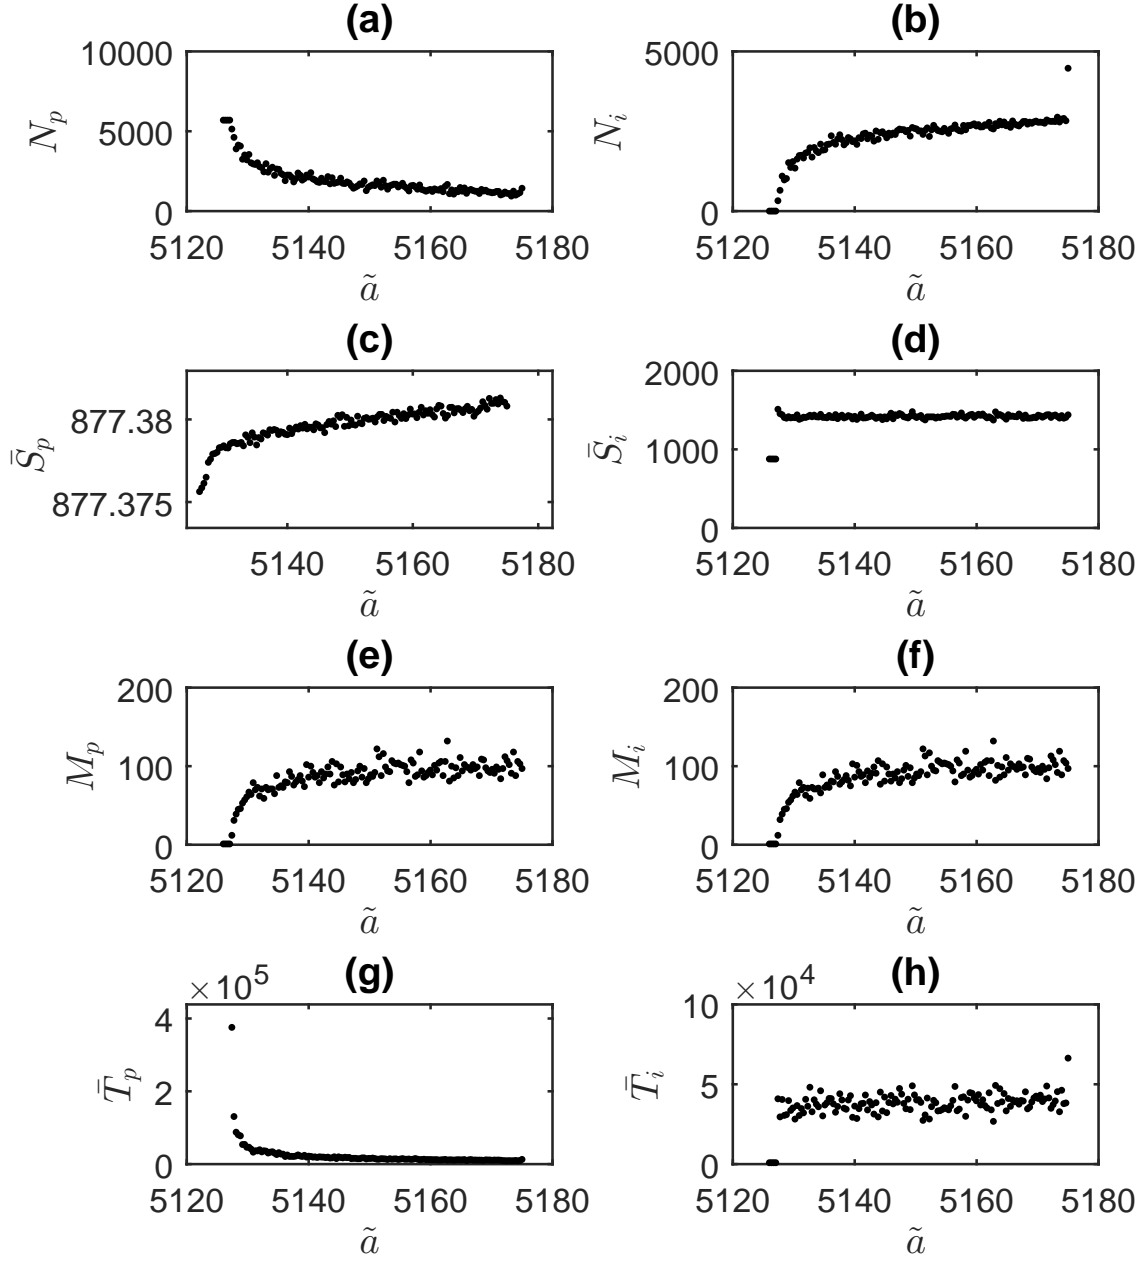 (a) (b)
10000
5000
0
N_p
5120 5140 5160 5180
ã
5000
0
N_i
5120 5140 5160 5180
ã
(c) (d)
877.38
877.375
S̄_p
5140 5160 5180
ã
2000
1000
0
S̄_i
5120 5140 5160 5180
ã
(e) (f)
200
100
0
M_p
5120 5140 5160 5180
ã
200
100
0
M_i
5120 5140 5160 5180
ã
(g) (h)
×10^5
4
2
0
T̄_p
5120 5140 5160 5180
ã
×10^4
10
5
0
T̄_i
5120 5140 5160 5180
ã